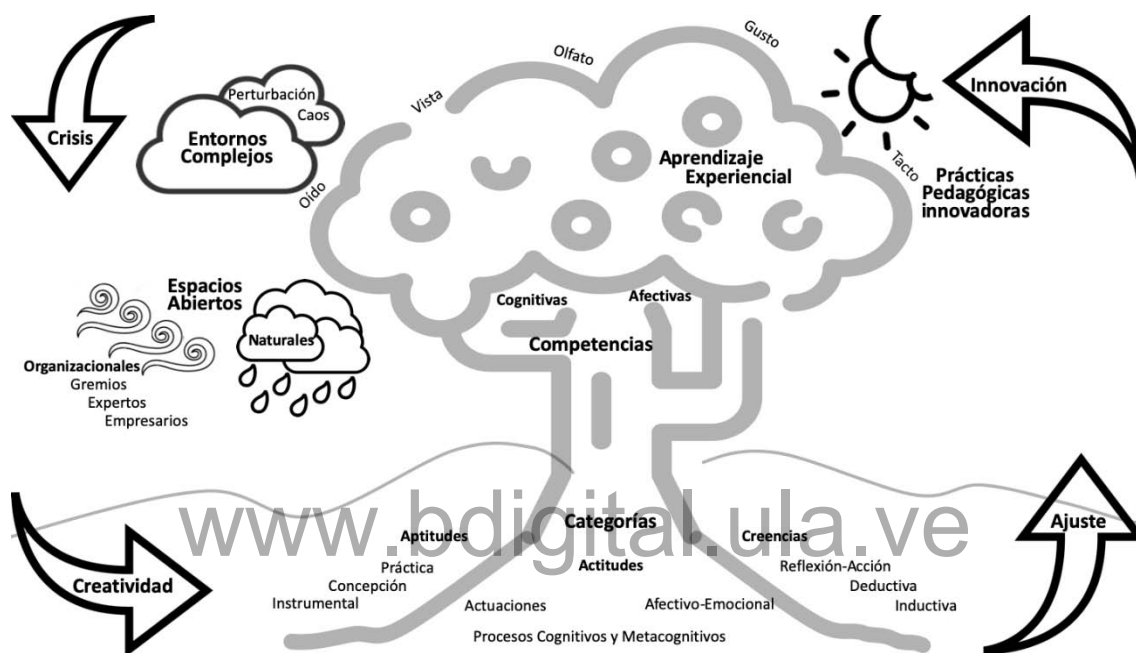 Crisis
Perturbación
Caos
Entornos
Complejos
Oído
Vista
Olfato
Gusto
Tacto
Innovación
Aprendizaje
Experiencial
Prácticas
Pedagógicas
innovadoras
Espacios
Abiertos
Naturales
Organizacionales
Gremios
Expertos
Empresarios
Cognitivas
Afectivas
Competencias
www.bdigital.ula.ve
Categorías
Aptitudes
Práctica
Concepción
Instrumental
Actitudes
Actuaciones
Afectivo-Emocional
Procesos Cognitivos y Metacognitivos
Creencias
Reflexión-Acción
Deductiva
Inductiva
Creatividad
Ajuste